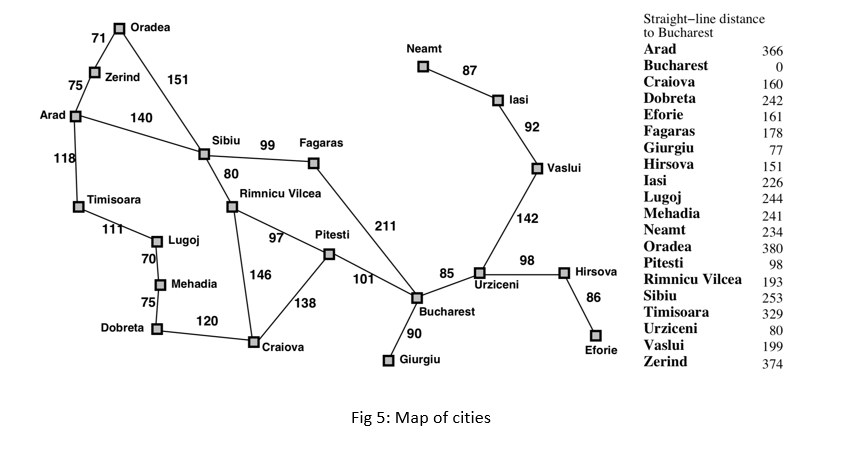 Oradea
71
Neamt
87
Zerind
151
75
Iasi
Arad
140
92
Sibiu
99
Fagaras
118
80
Vaslui
Rimnicu Vilcea
Timisoara
142
111
211
97
Pitesti
Lugoj
70
98
Hirsova
146
85
Mehadia
101
Urziceni
86
75
138
Bucharest
120
Dobreta
90
Craiova
Eforie
Giurgiu
Straight–line distance
to Bucharest
Arad 366
Bucharest 0
Craiova 160
Dobreta 242
Eforie 161
Fagaras 178
Giurgiu 77
Hirsova 151
Iasi 226
Lugoj 244
Mehadia 241
Neamt 234
Oradea 380
Pitesti 98
Rimnicu Vilcea 193
Sibiu 253
Timisoara 329
Urziceni 80
Vaslui 199
Zerind 374
Fig 5: Map of cities